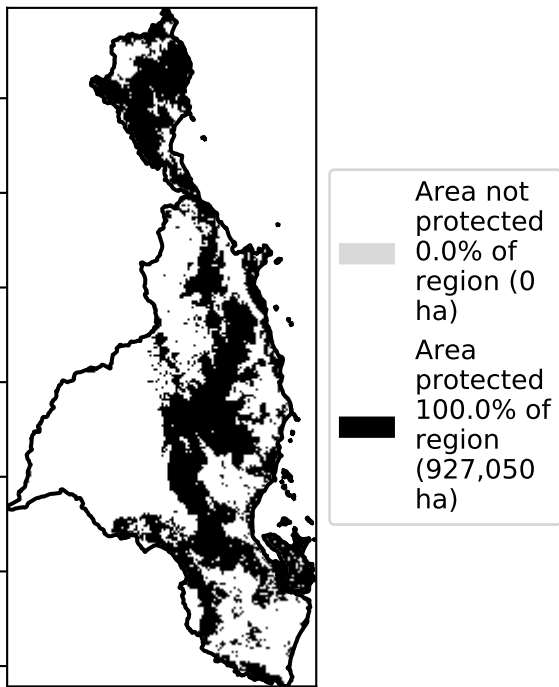 Area not
protected
0.0% of
region (0
ha)
Area
protected
100.0% of
region
(927,050
ha)